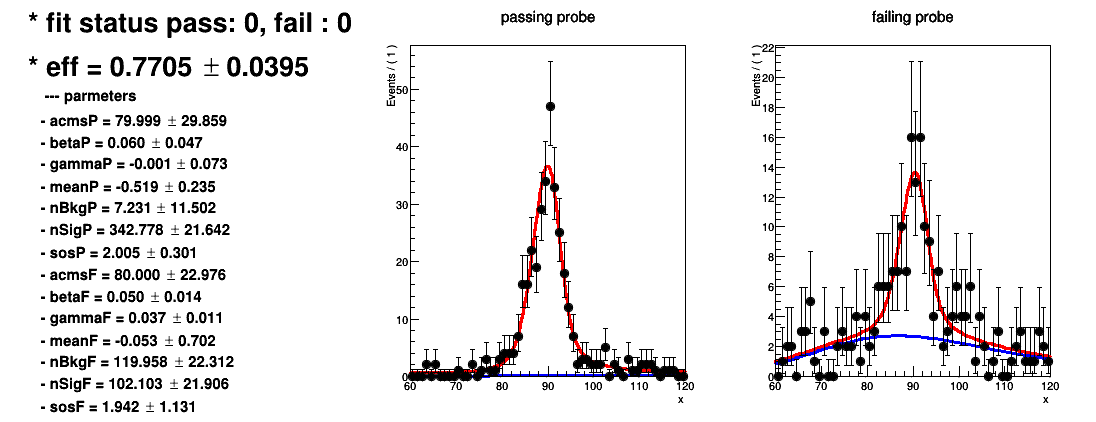 * fit status pass: 0, fail : 0
* eff = 0.7705 ± 0.0395
--- parmeters
- acmsP = 79.999 ± 29.859
- betaP = 0.060 ± 0.047
- gammaP = -0.001 ± 0.073
- meanP = -0.519 ± 0.235
- nBkgP = 7.231 ± 11.502
- nSigP = 342.778 ± 21.642
- sosP = 2.005 ± 0.301
- acmsF = 80.000 ± 22.976
- betaF = 0.050 ± 0.014
- gammaF = 0.037 ± 0.011
- meanF = -0.053 ± 0.702
- nBkgF = 119.958 ± 22.312
- nSigF = 102.103 ± 21.906
- sosF = 1.942 ± 1.131
passing probe
Events / ( 1 )
50
40
30
20
10
0
60 70 80 90 100 110 120
x
failing probe
Events / ( 1 )
22
20
18
16
14
12
10
8
6
4
2
0
60 70 80 90 100 110 120
x